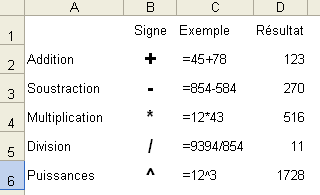 A B C D
1 Signe Exemple Résultat
2 Addition + =45+78 123
3 Soustraction - =854-584 270
4 Multiplication * =12*43 516
5 Division / =9394/854 11
6 Puissances ^ =12^3 1728